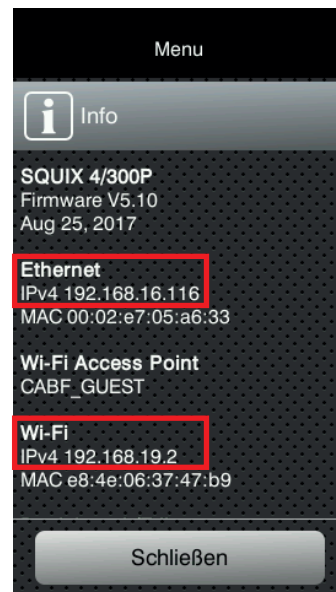 Menu
Info
SQUIX 4/300P
Firmware V5.10
Aug 25, 2017
Ethernet
IPv4 192.168.16.116
MAC 00:02:e7:05:a6:33
Wi-Fi Access Point
CABF_GUEST
Wi-Fi
IPv4 192.168.19.2
MAC e8:4e:06:37:47:b9
Schließen